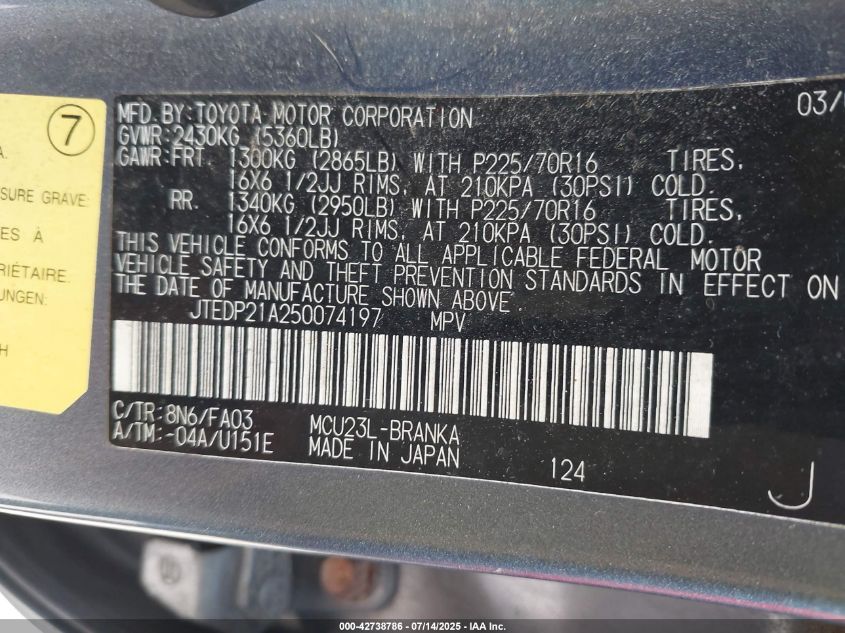 7
A.
SURE GRAVE:
ES À
RIÉTAIRE.
UNGEN:
H
MFD. BY: TOYOTA MOTOR CORPORATION 03/
GVWR: 2430KG (5360LB)
GAWR: FRT. 1300KG (2865LB) WITH P225/70R16 TIRES.
16X6 1/2JJ RIMS. AT 210KPA (30PSI) COLD.
RR. 1340KG (2950LB) WITH P225/70R16 TIRES,
16X6 1/2JJ RIMS. AT 210KPA (30PSI) COLD.
THIS VEHICLE CONFORMS TO ALL APPLICABLE FEDERAL MOTOR
VEHICLE SAFETY AND THEFT PREVENTION STANDARDS IN EFFECT ON
THE DATE OF MANUFACTURE SHOWN ABOVE.
JTEDP21A250074197 MPV
C/TR: 8N6/FA03 MCU23L-BRANKA
A/TM: -04A/U151E MADE IN JAPAN 124 J
000-42738786 - 07/14/2025 - IAA Inc.